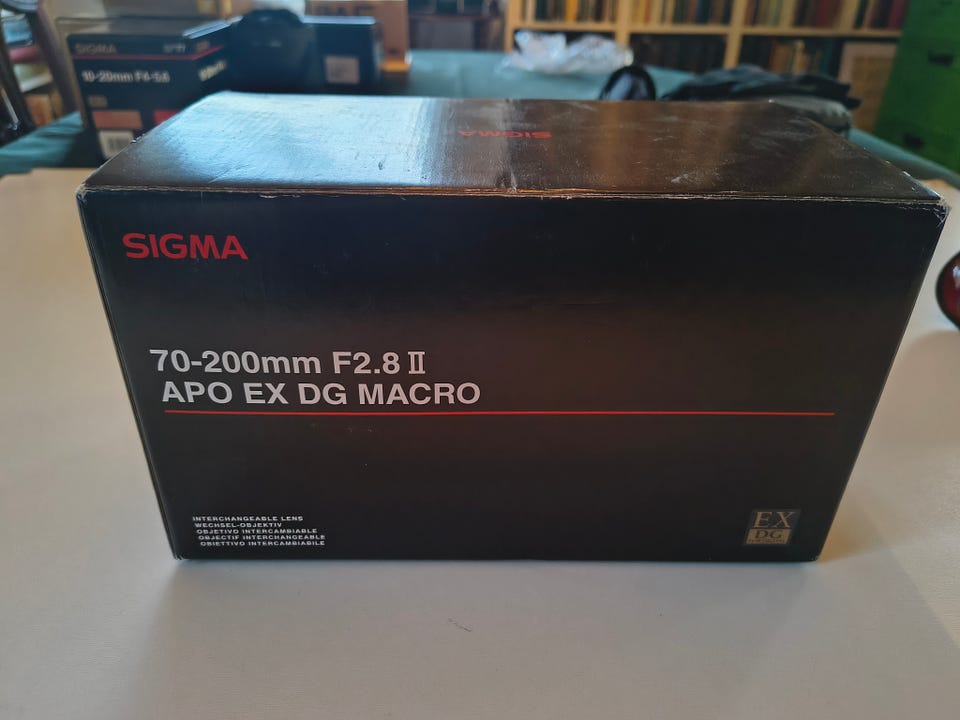 SIGMA
10-20mm F4-5.6
SIGMA
SIGMA
70-200mm F2.8 II
APO EX DG MACRO
INTERCHANGEABLE LENS
WECHSEL-OBJEKTIV
OBJETIVO INTERCAMBIABLE
OBJECTIF INTERCHANGEABLE
OBIETTIVO INTERCAMBIABILE
EX
DG